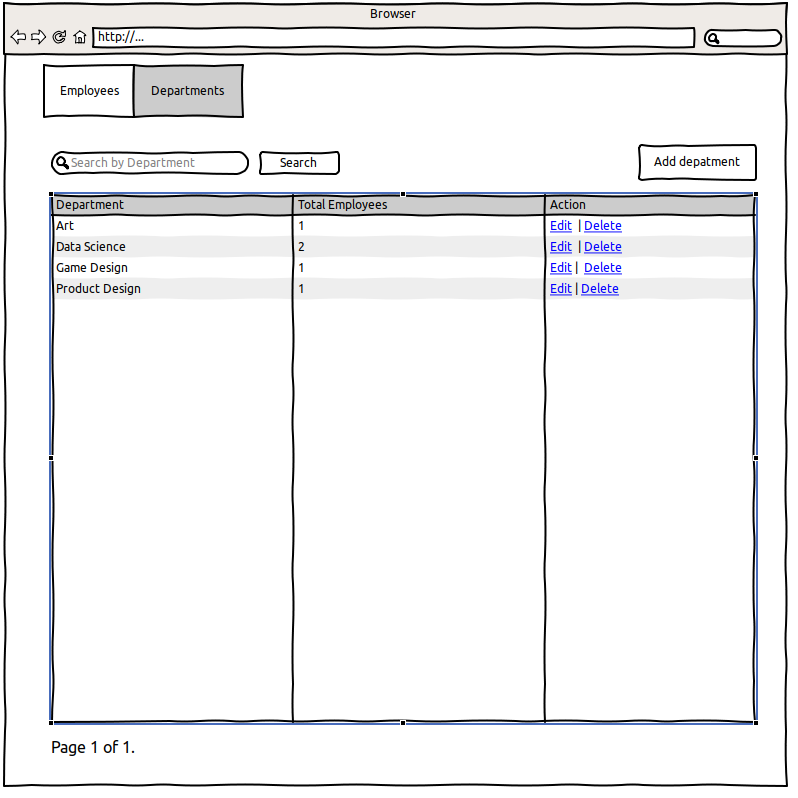 Browser
http://...
Employees Departments
Search by Department Search Add depatment
Department Total Employees Action
Art 1 Edit | Delete
Data Science 2 Edit | Delete
Game Design 1 Edit | Delete
Product Design 1 Edit | Delete
Page 1 of 1.